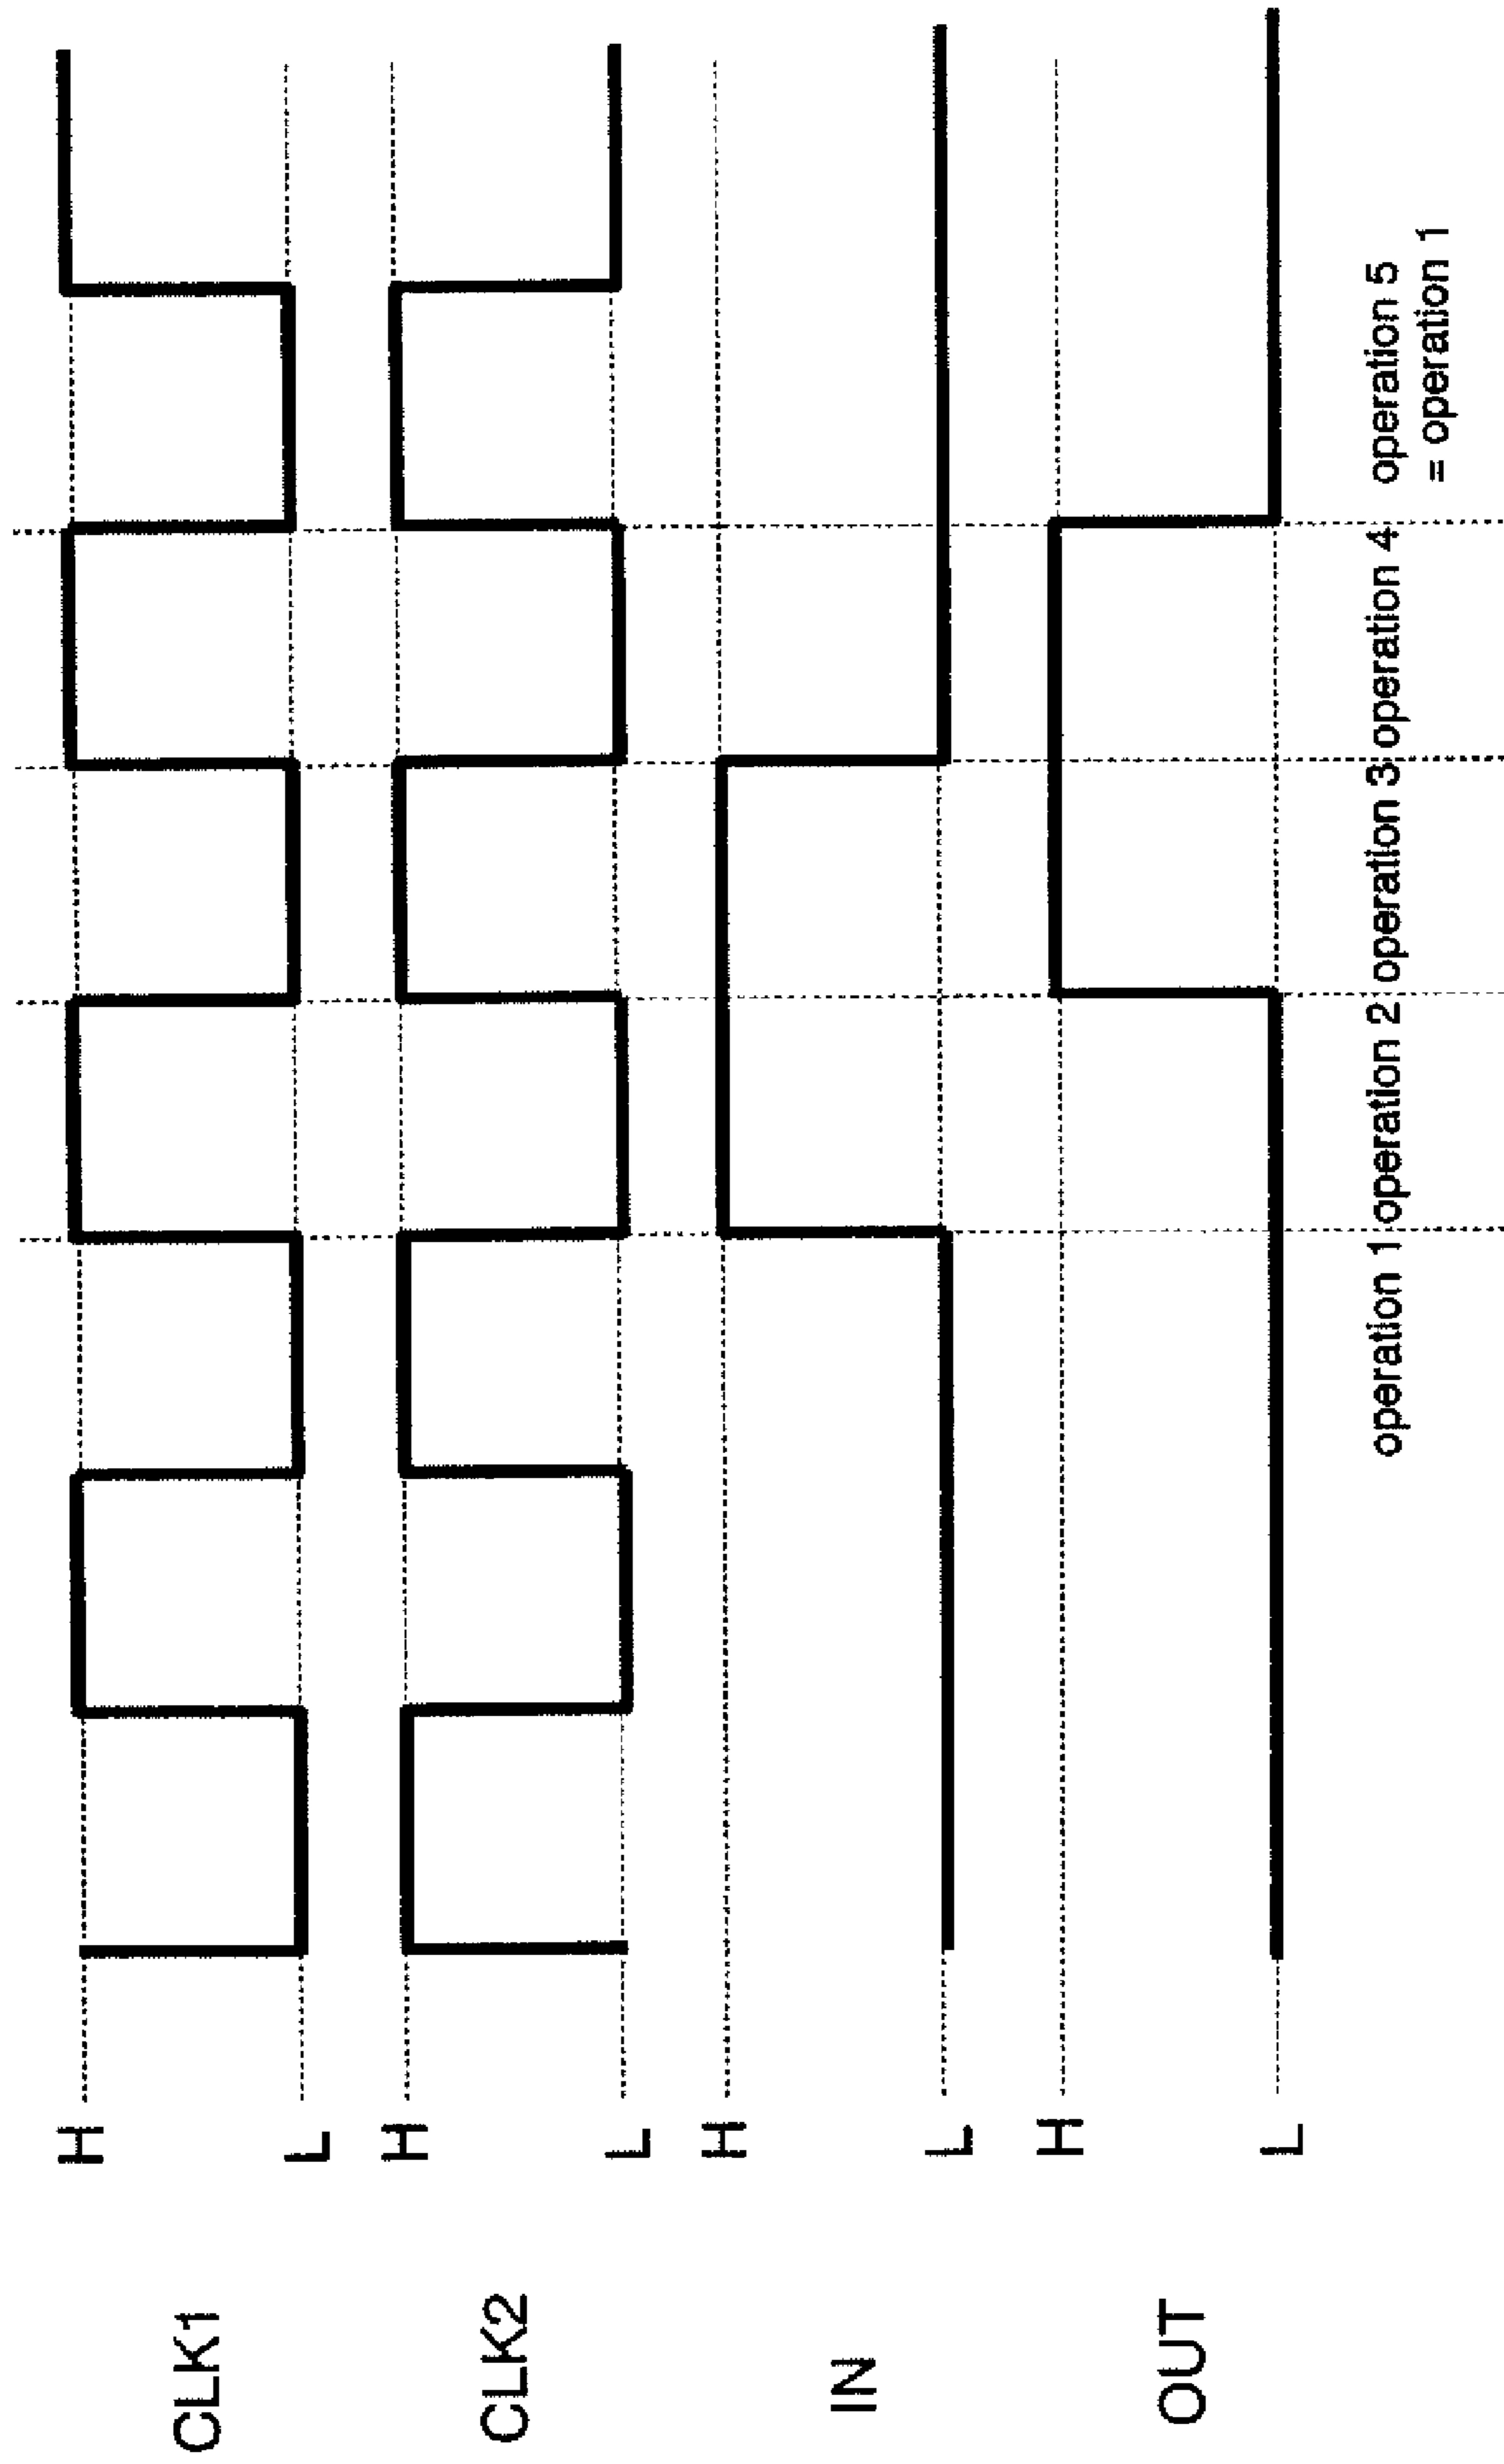 CLK1
H
L
CLK2
H
L
IN
H
L
OUT
H
L
operation 1 operation 2 operation 3 operation 4 operation 5
= operation 1